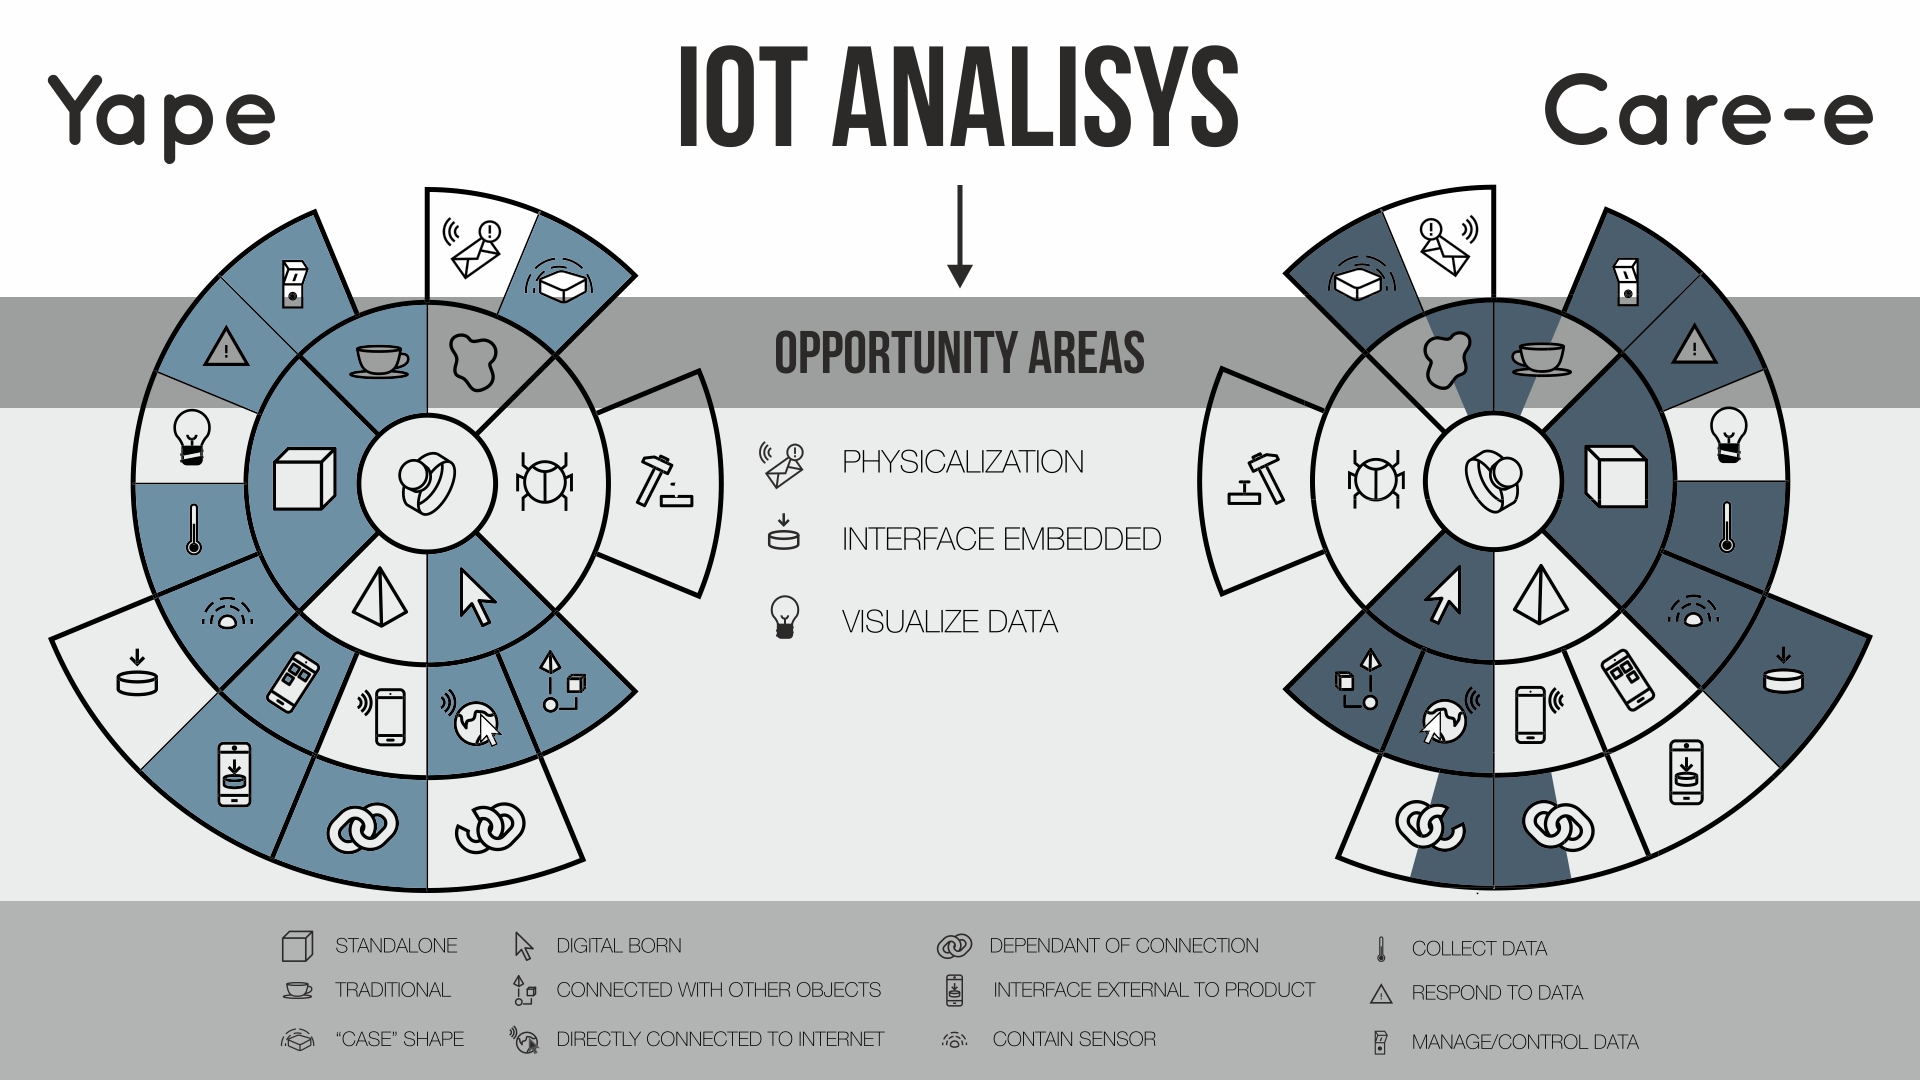 Yape
IOT ANALISYS
Care-e
OPPORTUNITY AREAS
PHYSICALIZATION
INTERFACE EMBEDDED
VISUALIZE DATA
STANDALONE
DIGITAL BORN
DEPENDANT OF CONNECTION
COLLECT DATA
TRADITIONAL
CONNECTED WITH OTHER OBJECTS
INTERFACE EXTERNAL TO PRODUCT
RESPOND TO DATA
“CASE” SHAPE
DIRECTLY CONNECTED TO INTERNET
CONTAIN SENSOR
MANAGE/CONTROL DATA